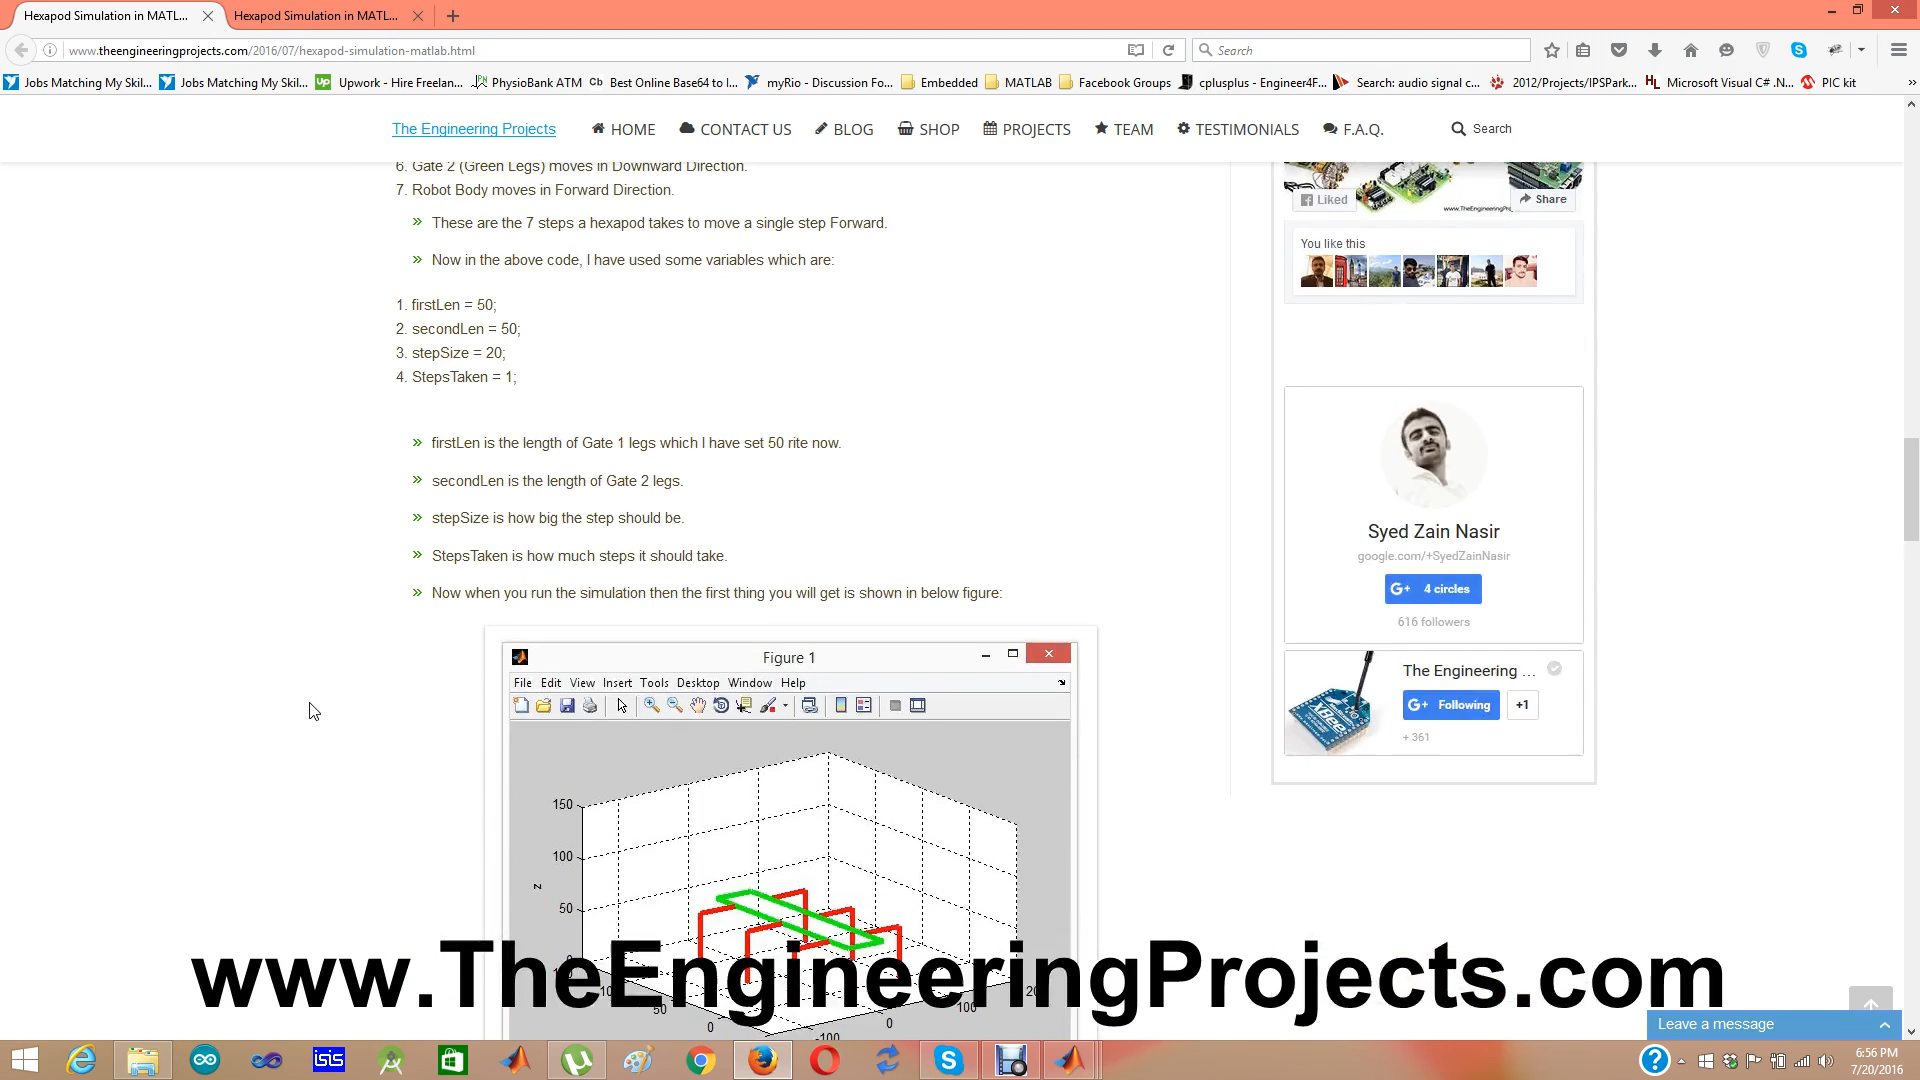 Hexapod Simulation in MATL...
Hexapod Simulation in MATL...
www.theengineeringprojects.com/2016/07/hexapod-simulation-matlab.html
Search
Jobs Matching My Skil...
Jobs Matching My Skil...
Up Upwork - Hire Freelan...
PhysioBank ATM
Cb Best Online Base64 to I...
myRio - Discussion Fo...
Embedded
MATLAB
Facebook Groups
cplusplus - Engineer4F...
Search: audio signal c...
2012/Projects/IPSPark...
HL Microsoft Visual C# .N...
PIC kit
The Engineering Projects
HOME
CONTACT US
BLOG
SHOP
PROJECTS
TEAM
TESTIMONIALS
F.A.Q.
Search
6. Gate 2 (Green Legs) moves in Downward Direction.
7. Robot Body moves in Forward Direction.
These are the 7 steps a hexapod takes to move a single step Forward.
Now in the above code, I have used some variables which are:
1. firstLen = 50;
2. secondLen = 50;
3. stepSize = 20;
4. StepsTaken = 1;
firstLen is the length of Gate 1 legs which I have set 50 rite now.
secondLen is the length of Gate 2 legs.
stepSize is how big the step should be.
StepsTaken is how much steps it should take.
Now when you run the simulation then the first thing you will get is shown in below figure:
Figure 1
File Edit View Insert Tools Desktop Window Help
150
100
50
z
50
0
-100
0
100
Liked
Share
You like this
Syed Zain Nasir
google.com/+SyedZainNasir
G+ 4 circles
616 followers
XBee
The Engineering ...
G+ Following
+1
+ 361
www.TheEngineeringProjects.com
Leave a message
isis
6:56 PM
7/20/2016